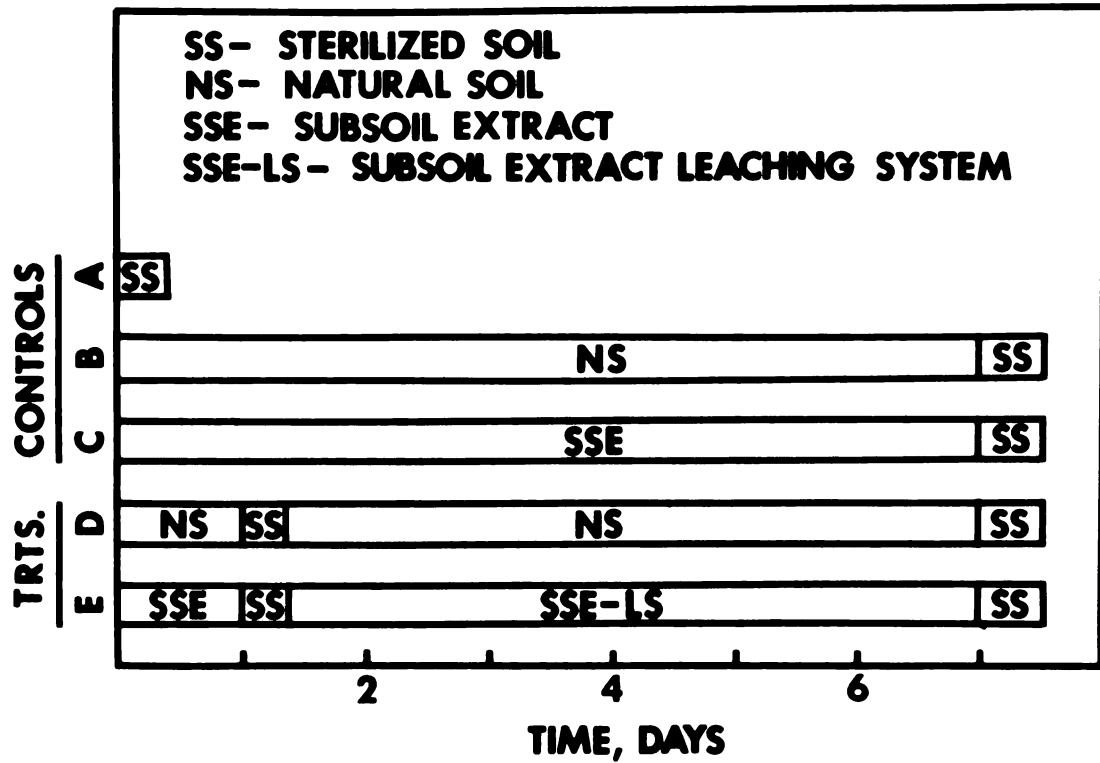 SS- STERILIZED SOIL
NS- NATURAL SOIL
SSE- SUBSOIL EXTRACT
SSE-LS- SUBSOIL EXTRACT LEACHING SYSTEM
CONTROLS
A
SS
B
NS
SS
C
SSE
SS
TRTS.
D
NS
SS
NS
SS
E
SSE
SS
SSE-LS
SS
2
4
6
TIME, DAYS